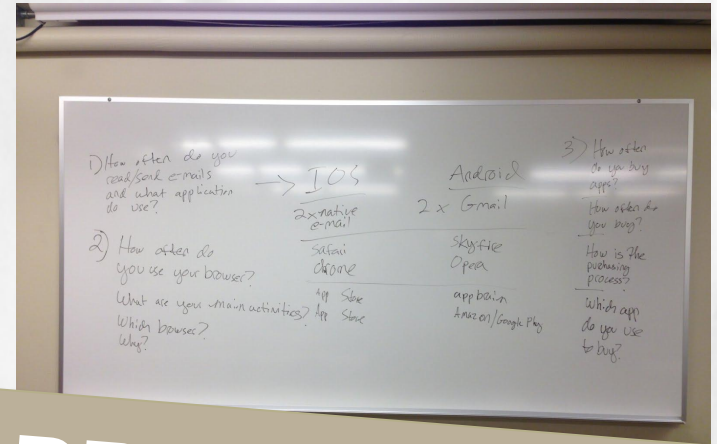 1) How often do you
read/send e-mails
and what application
do use?
2) How often do
you use your browser?
What are your main activities?
Which browser?
Why?
→ IOS
2x native
e-mail
Safari
chrome
App Store
App Store
Android
2 x Gmail
Skyfire
Opera
appbrain
Amazon/Google Play
3) How often
do you buy
apps?
How often do
you buy?
How is the
puchasing
process?
Which app
do you use
to buy?